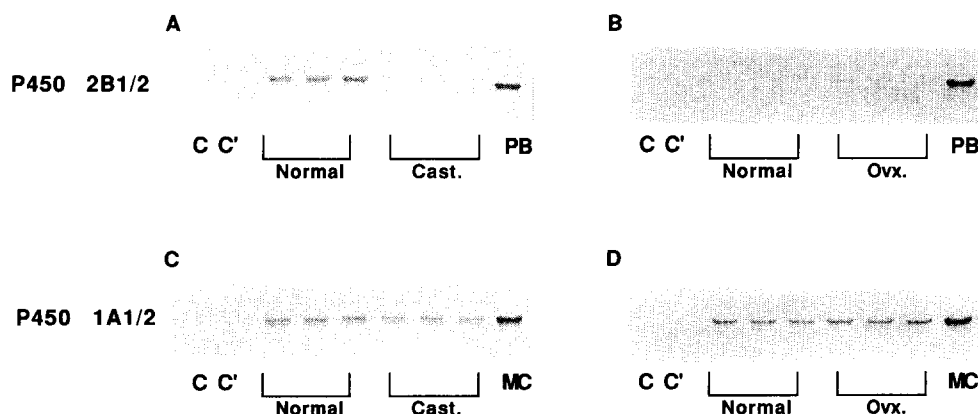 A
B
P450 2B1/2
C C' Normal Cast. PB
C C' Normal Ovx. PB
C
D
P450 1A1/2
C C' Normal Cast. MC
C C' Normal Ovx. MC